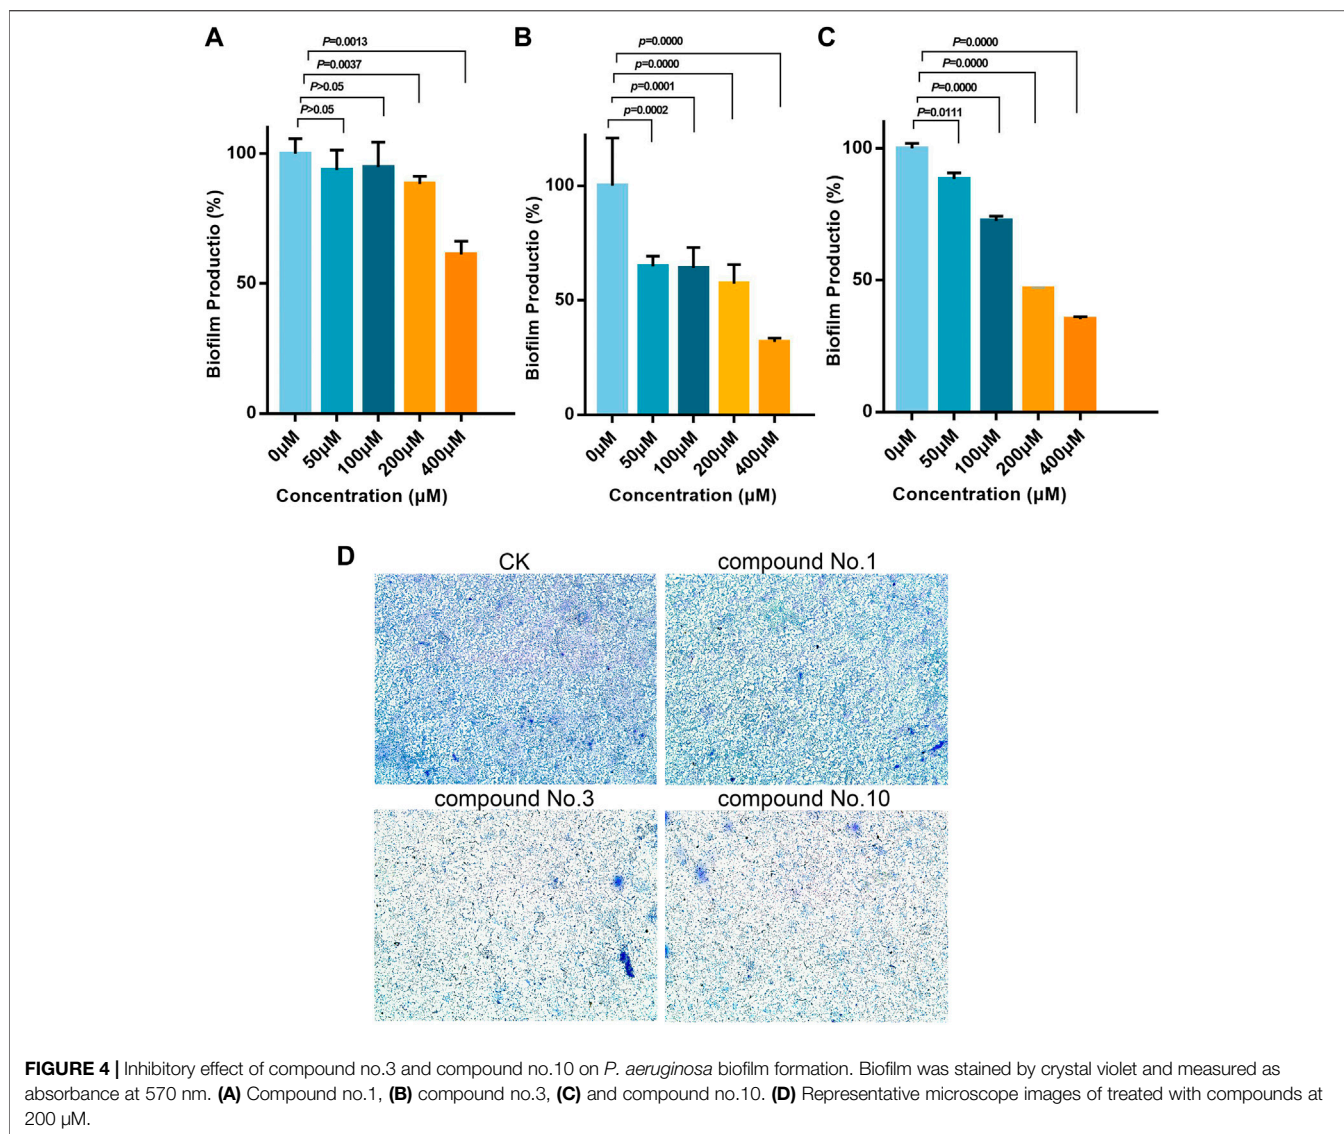 A
P=0.0013
P=0.0037
P>0.05
P>0.05
100
50
0
Biofilm Productio (%)
0µM
50µM
100µM
200µM
400µM
Concentration (µM)
B
p=0.0000
p=0.0000
p=0.0001
p=0.0002
100
50
0
Biofilm Productio (%)
0µM
50µM
100µM
200µM
400µM
Concentration (µM)
C
P=0.0000
P=0.0000
P=0.0000
P=0.0111
100
50
0
Biofilm Productio (%)
0µM
50µM
100µM
200µM
400µM
Concentration (µM)
D
CK
compound No.1
compound No.3
compound No.10
FIGURE 4 | Inhibitory effect of compound no.3 and compound no.10 on P. aeruginosa biofilm formation. Biofilm was stained by crystal violet and measured as
absorbance at 570 nm. (A) Compound no.1, (B) compound no.3, (C) and compound no.10. (D) Representative microscope images of treated with compounds at
200 µM.